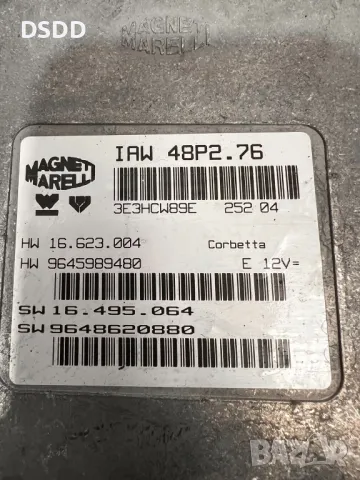 DSDD
MAGNETI
MARELLI
MAGNETI
MARELLI
IAW 48P2.76
3E3HCW89E 252 04
HW 16.623.004 Corbetta
HW 9645989480 E 12V=
SW 16.495.064
SW 9648620880
bazar